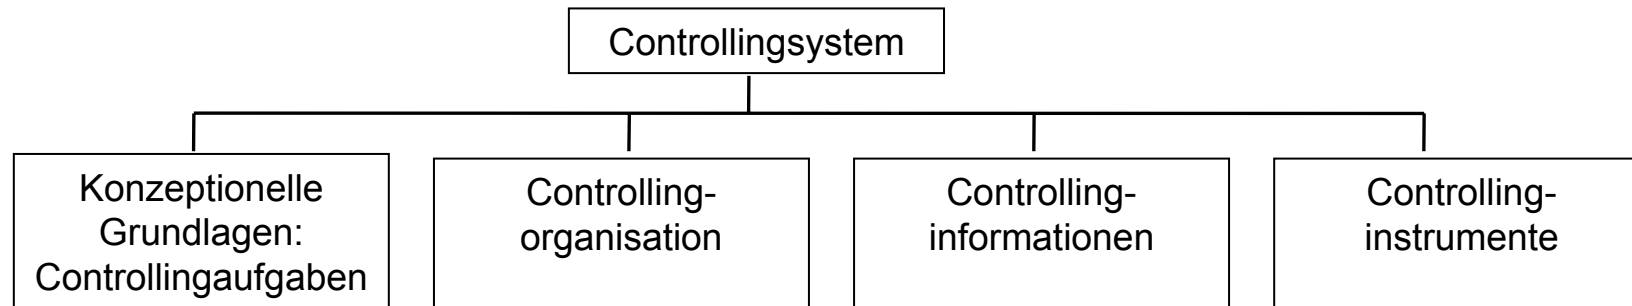 Controllingsystem
Konzeptionelle
Grundlagen:
Controllingaufgaben
Controlling-
organisation
Controlling-
informationen
Controlling-
instrumente